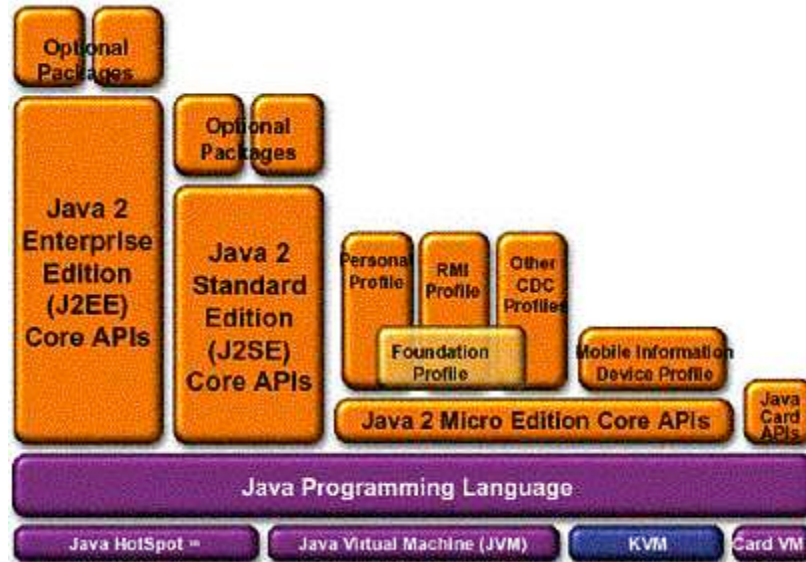 Optional
Packages
Java 2
Enterprise
Edition
(J2EE)
Core APIs
Optional
Packages
Java 2
Standard
Edition
(J2SE)
Core APIs
Personal
Profile
RMI
Profile
Other
CDC
Profiles
Foundation
Profile
Mobile Information
Device Profile
Java 2 Micro Edition Core APIs
Java
Card
APIs
Java Programming Language
Java HotSpot ™
Java Virtual Machine (JVM)
KVM
Card VM